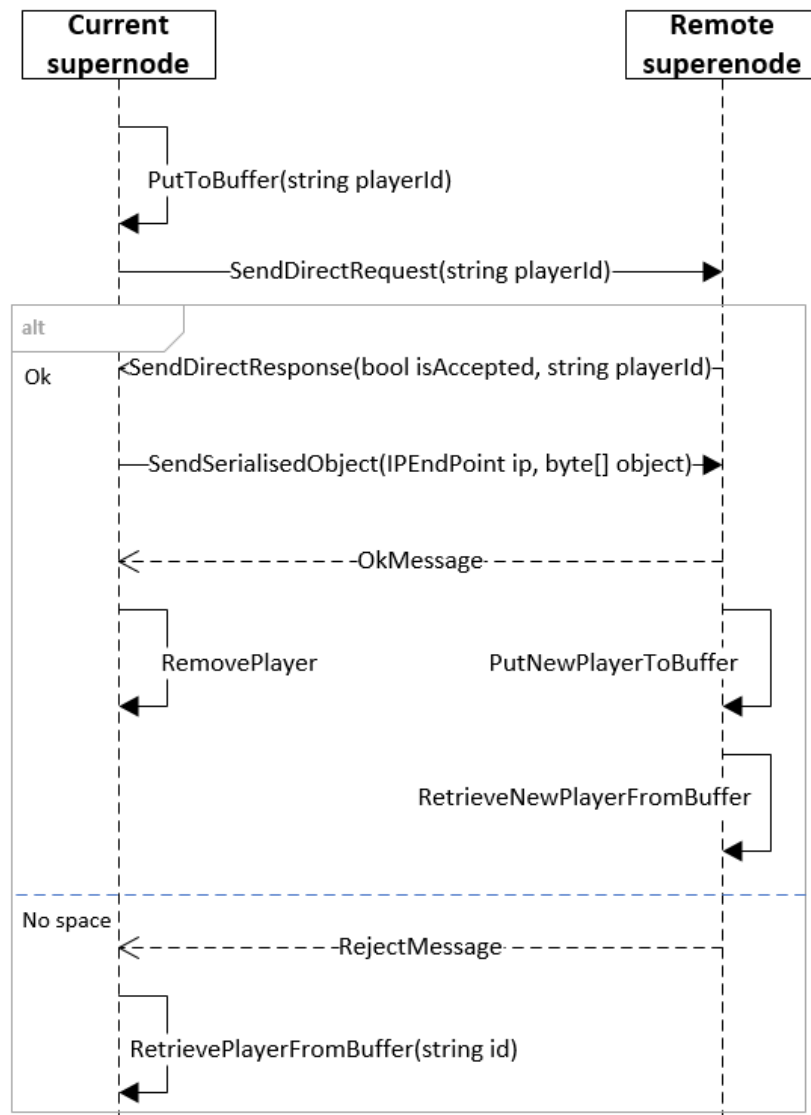 Current
supernode
Remote
superenode
PutToBuffer(string playerId)
SendDirectRequest(string playerId)
alt
Ok
SendDirectResponse(bool isAccepted, string playerId)
SendSerialisedObject(IPEndPoint ip, byte[] object)
OkMessage
RemovePlayer
PutNewPlayerToBuffer
RetrieveNewPlayerFromBuffer
No space
RejectMessage
RetrievePlayerFromBuffer(string id)